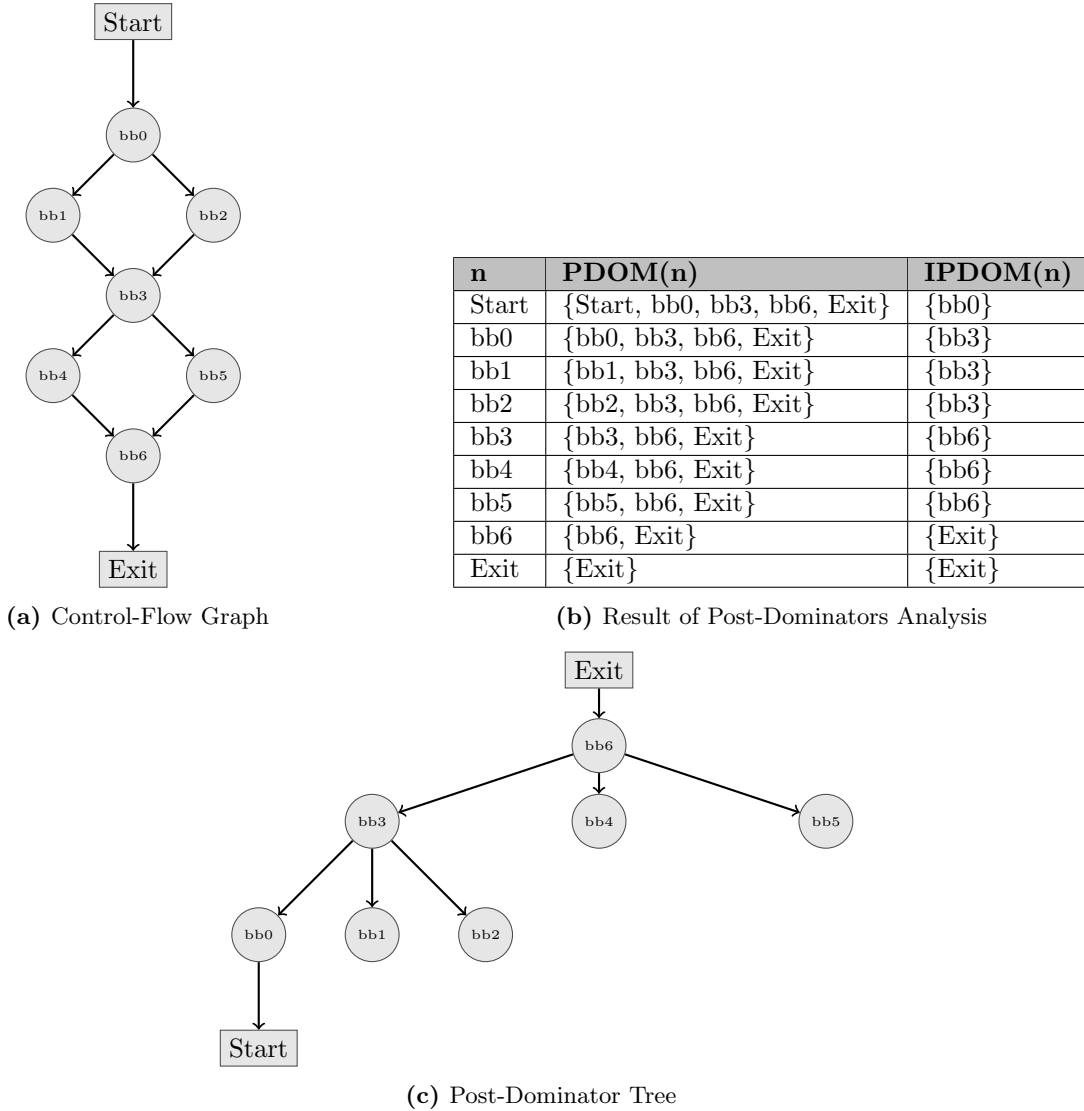 Start
bb0
bb1 bb2
bb3
bb4 bb5
bb6
Exit
(a) Control-Flow Graph
n PDOM(n) IPDOM(n)
Start {Start, bb0, bb3, bb6, Exit} {bb0}
bb0 {bb0, bb3, bb6, Exit} {bb3}
bb1 {bb1, bb3, bb6, Exit} {bb3}
bb2 {bb2, bb3, bb6, Exit} {bb3}
bb3 {bb3, bb6, Exit} {bb6}
bb4 {bb4, bb6, Exit} {bb6}
bb5 {bb5, bb6, Exit} {bb6}
bb6 {bb6, Exit} {Exit}
Exit {Exit} {Exit}
(b) Result of Post-Dominators Analysis
Exit
bb6
bb3 bb4 bb5
bb0 bb1 bb2
Start
(c) Post-Dominator Tree